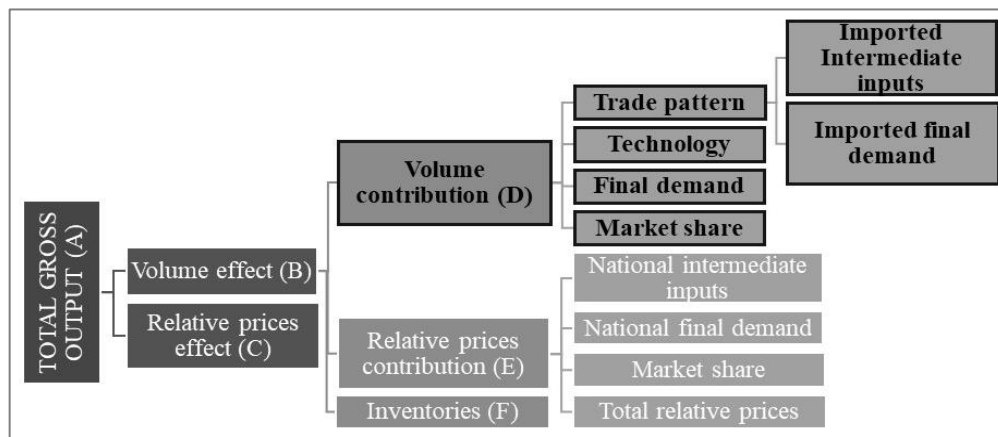 TOTAL GROSS
OUTPUT (A)
Volume effect (B)
Relative prices
effect (C)
Volume
contribution (D)
Relative prices
contribution (E)
Inventories (F)
Trade pattern
Technology
Final demand
Market share
National intermediate
inputs
National final demand
Market share
Total relative prices
Imported
Intermediate
inputs
Imported final
demand